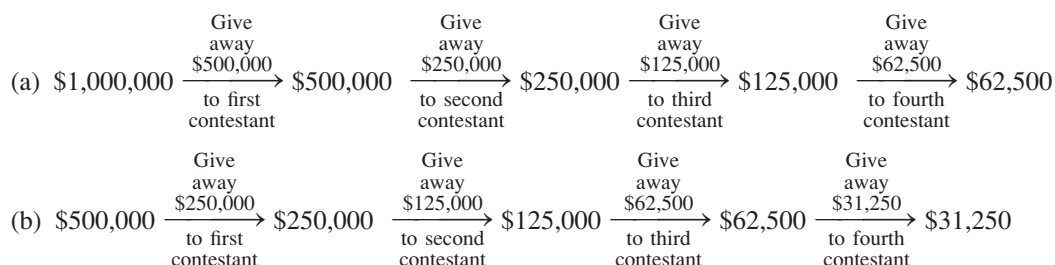 Give Give Give Give
away away away away
(a) $1,000,000 $500,000 $500,000 $250,000 $250,000 $125,000 $125,000 $62,500 $62,500
to first to second to third to fourth
contestant contestant contestant contestant
Give Give Give Give
away away away away
(b) $500,000 $250,000 $250,000 $125,000 $125,000 $62,500 $62,500 $31,250 $31,250
to first to second to third to fourth
contestant contestant contestant contestant